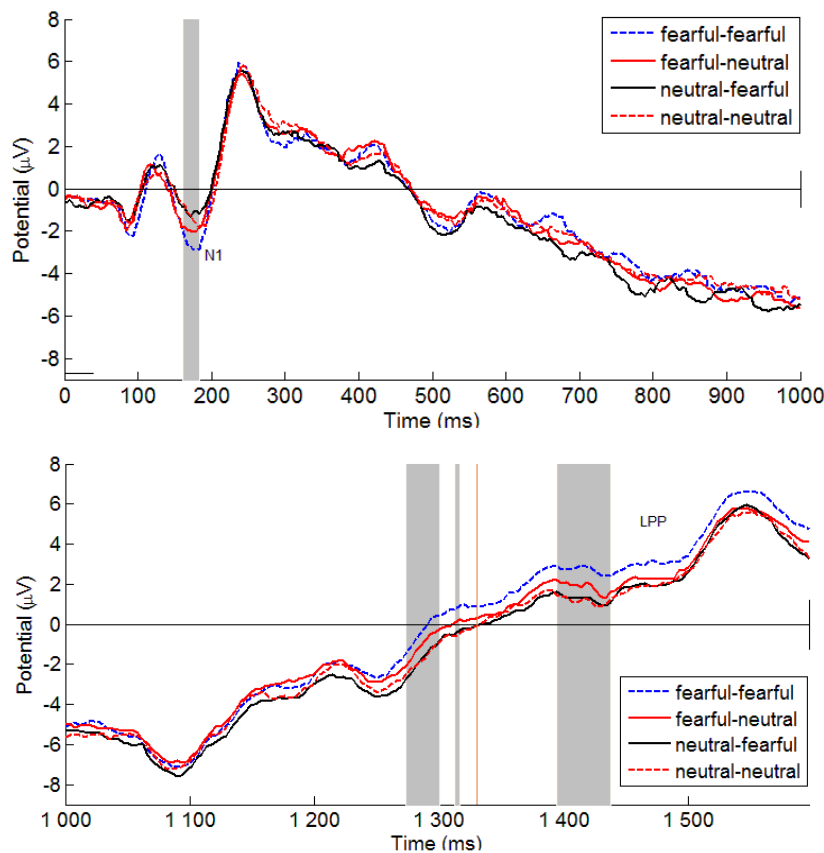 8
6
4
2
0
-2
-4
-6
-8
Potential (µV)
fearful-fearful
fearful-neutral
neutral-fearful
neutral-neutral
N1
0 100 200 300 400 500 600 700 800 900 1000
Time (ms)
8
6
4
2
0
-2
-4
-6
-8
Potential (µV)
LPP
fearful-fearful
fearful-neutral
neutral-fearful
neutral-neutral
1 000 1 100 1 200 1 300 1 400 1 500
Time (ms)